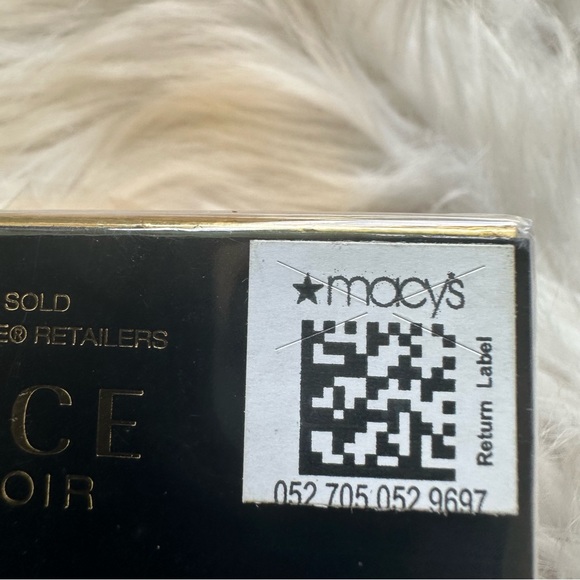 SOLD
E® RETAILERS
CE
OIR
★macy's
Return Label
052 705 052 9697